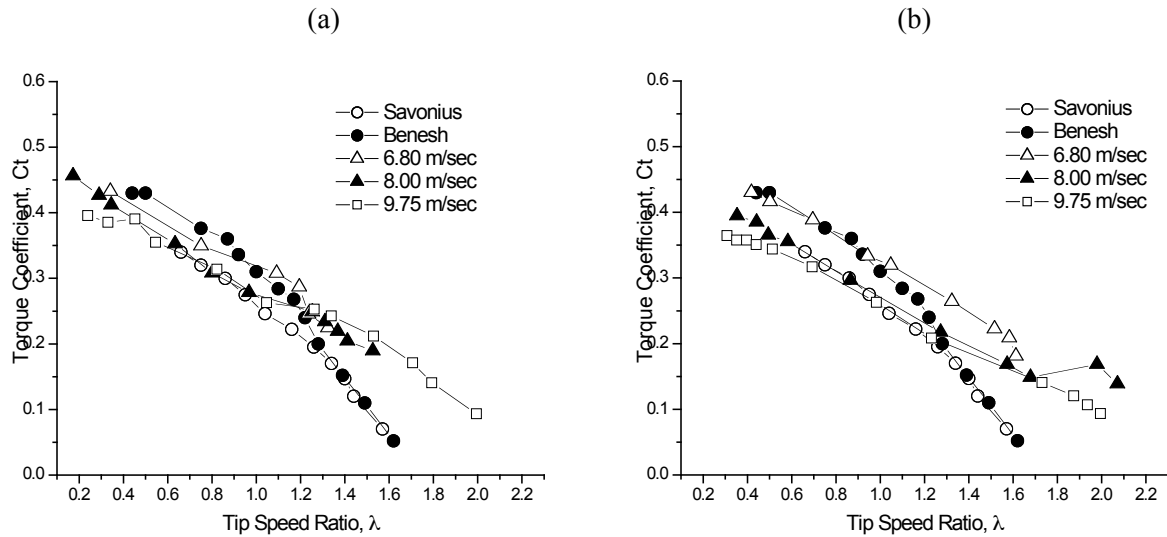 (a)
0.6
0.5
0.4
0.3
0.2
0.1
0.0
Torque Coefficient, Ct
Savonius
Benesh
6.80 m/sec
8.00 m/sec
9.75 m/sec
0.2 0.4 0.6 0.8 1.0 1.2 1.4 1.6 1.8 2.0 2.2
Tip Speed Ratio, λ
(b)
0.6
0.5
0.4
0.3
0.2
0.1
0.0
Torque Coefficient, Ct
Savonius
Benesh
6.80 m/sec
8.00 m/sec
9.75 m/sec
0.2 0.4 0.6 0.8 1.0 1.2 1.4 1.6 1.8 2.0 2.2
Tip Speed Ratio, λ